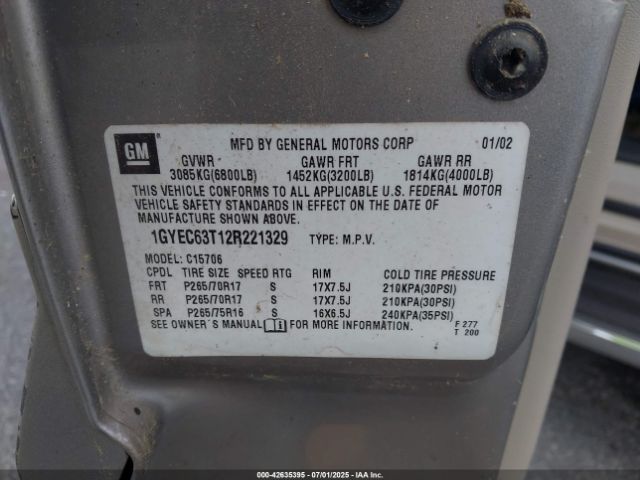 GM MFD BY GENERAL MOTORS CORP 01/02
GVWR GAWR FRT GAWR RR
3085KG(6800LB) 1452KG(3200LB) 1814KG(4000LB)
THIS VEHICLE CONFORMS TO ALL APPLICABLE U.S. FEDERAL MOTOR
VEHICLE SAFETY STANDARDS IN EFFECT ON THE DATE OF
MANUFACTURE SHOWN ABOVE.
1GYEC63T12R221329 TYPE: M.P.V.
MODEL: C15706
CPDL TIRE SIZE SPEED RTG RIM COLD TIRE PRESSURE
FRT P265/70R17 S 17X7.5J 210KPA(30PSI)
RR P265/70R17 S 17X7.5J 210KPA(30PSI)
SPA P265/75R16 S 16X6.5J 240KPA(35PSI)
SEE OWNER'S MANUAL FOR MORE INFORMATION. F 277
T 200
000-42635395 07/01/2025 IAAI.COM